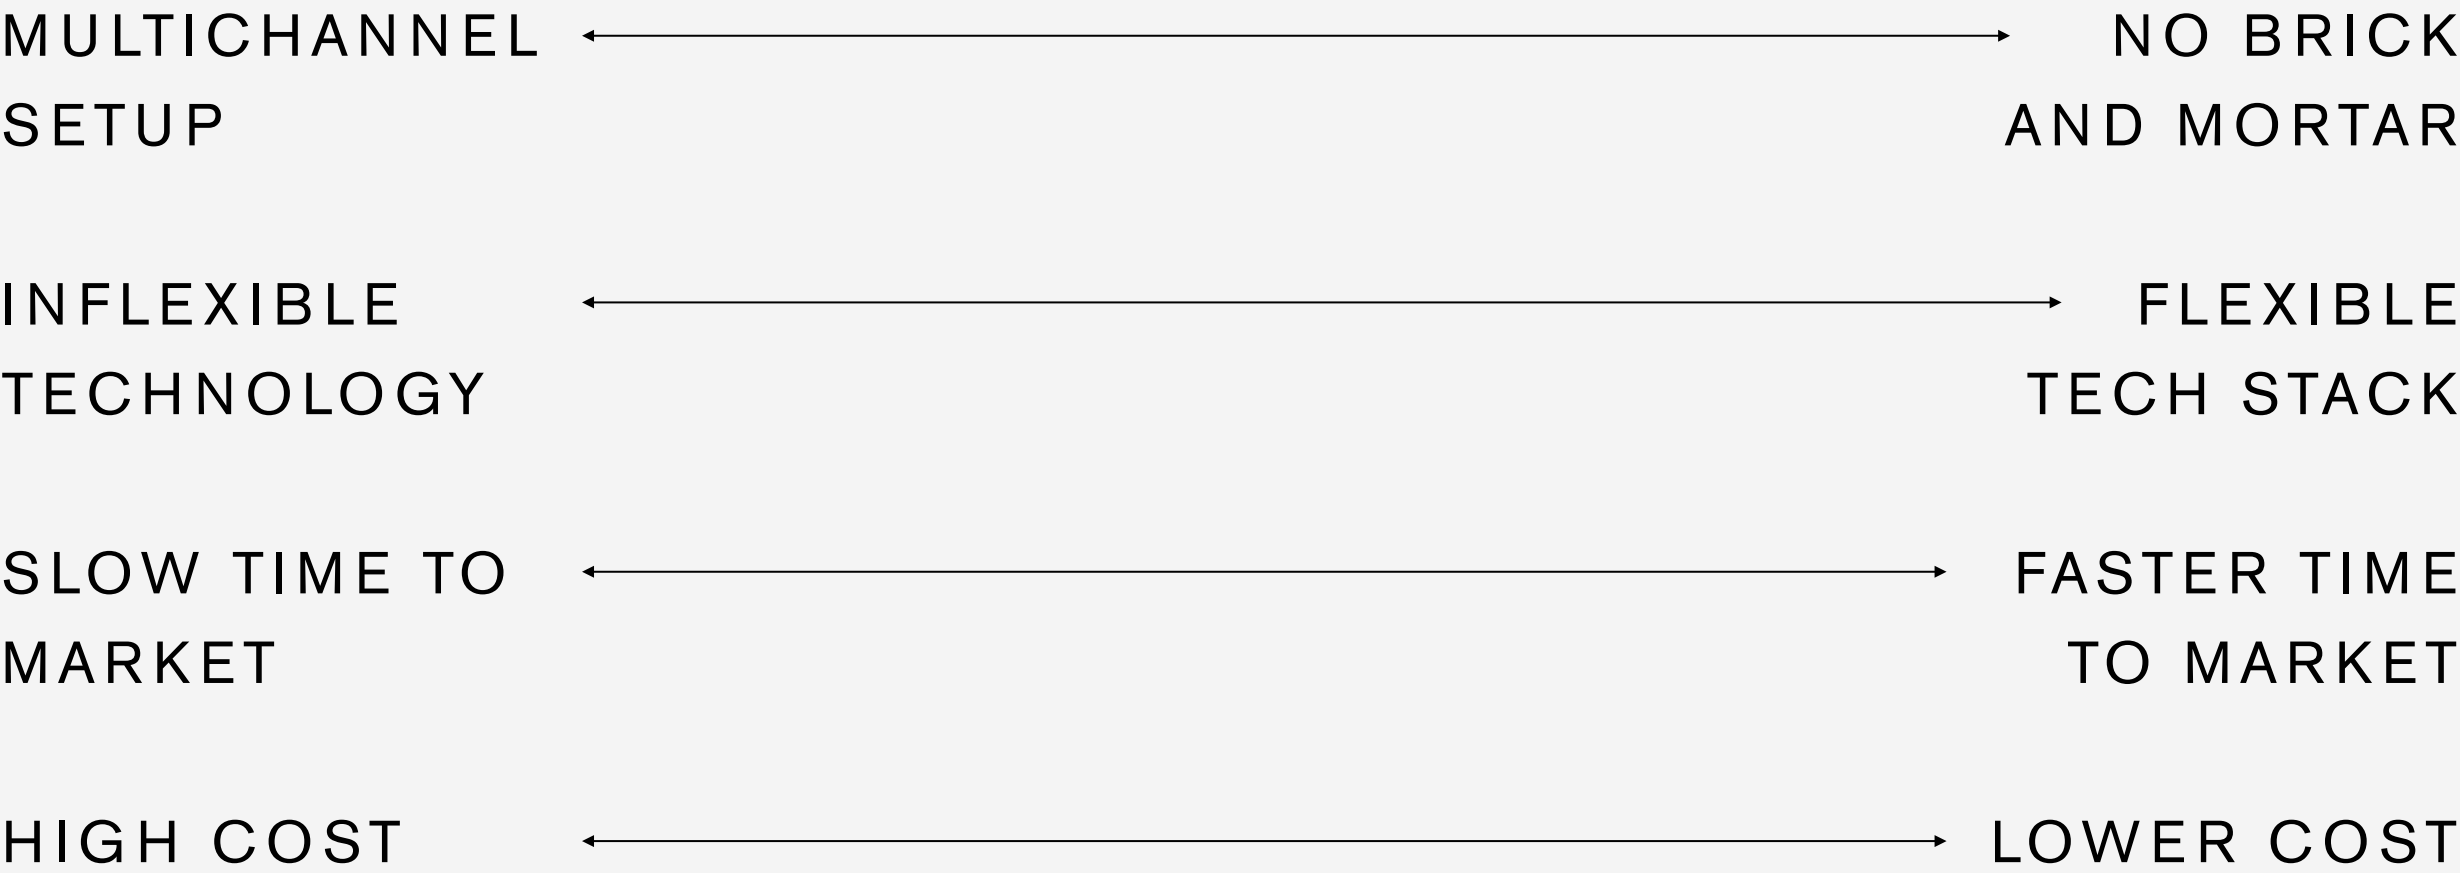 MULTICHANNEL
SETUP
NO BRICK
AND MORTAR
INFLEXIBLE
TECHNOLOGY
FLEXIBLE
TECH STACK
SLOW TIME TO
MARKET
FASTER TIME
TO MARKET
HIGH COST
LOWER COST